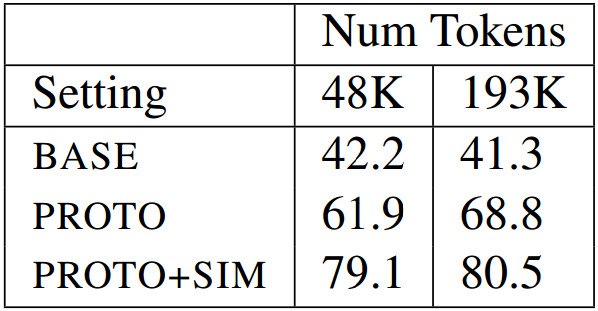 Num Tokens
Setting 48K 193K
BASE 42.2 41.3
PROTO 61.9 68.8
PROTO+SIM 79.1 80.5